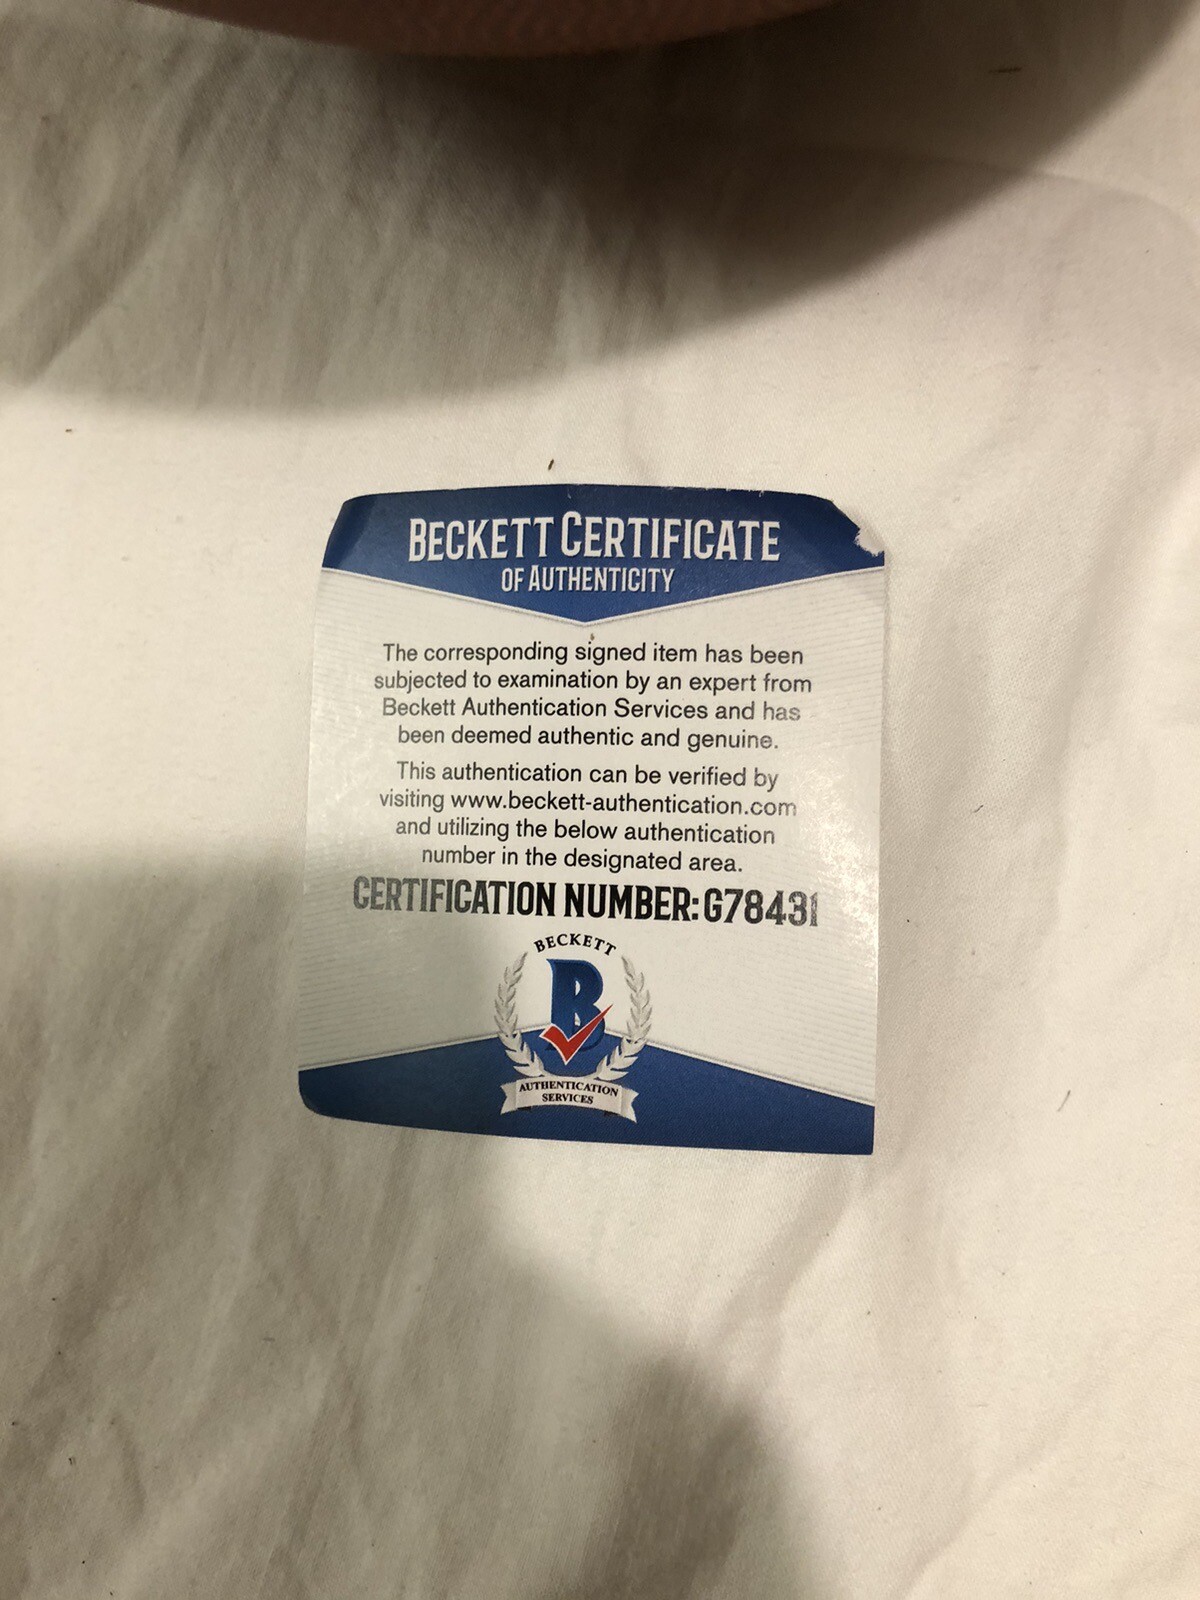 BECKETT CERTIFICATE
OF AUTHENTICITY
The corresponding signed item has been
subjected to examination by an expert from
Beckett Authentication Services and has
been deemed authentic and genuine.
This authentication can be verified by
visiting www.beckett-authentication.com
and utilizing the below authentication
number in the designated area.
CERTIFICATION NUMBER: G78431
BECKETT
B
AUTHENTICATION
SERVICES